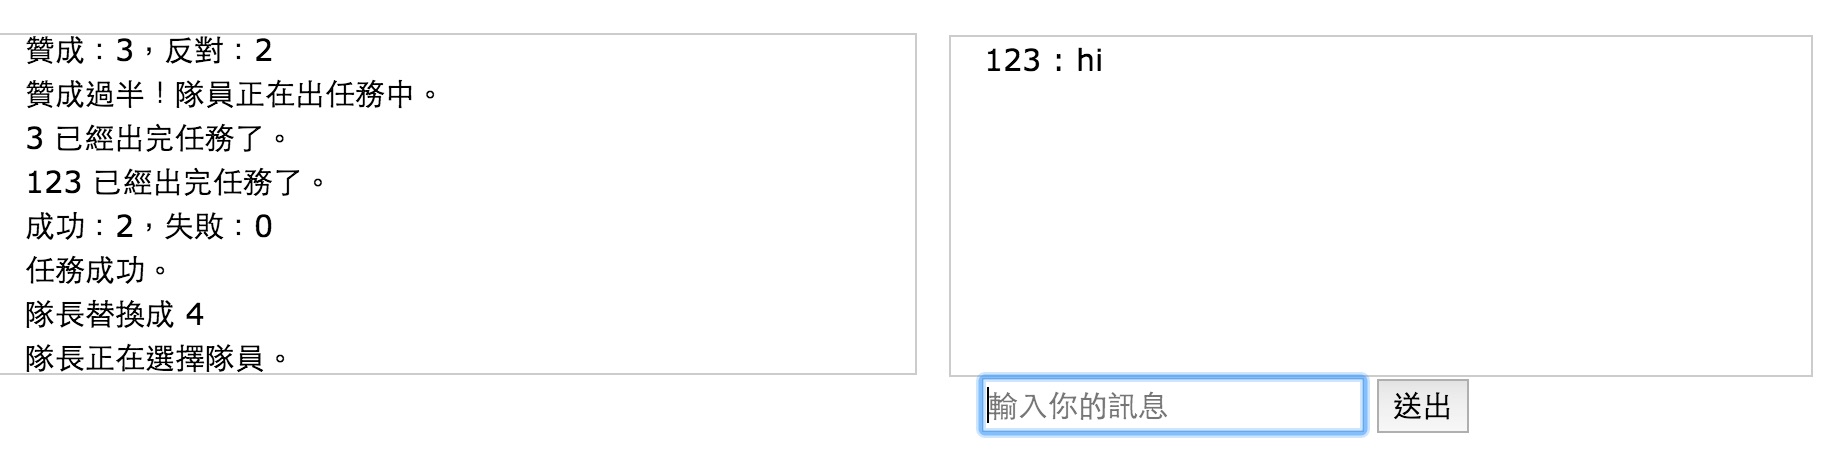 贊成：3，反對：2
贊成過半！隊員正在出任務中。
3 已經出完任務了。
123 已經出完任務了。
成功：2，失敗：0
任務成功。
隊長替換成 4
隊長正在選擇隊員。
123：hi
輸入你的訊息
送出